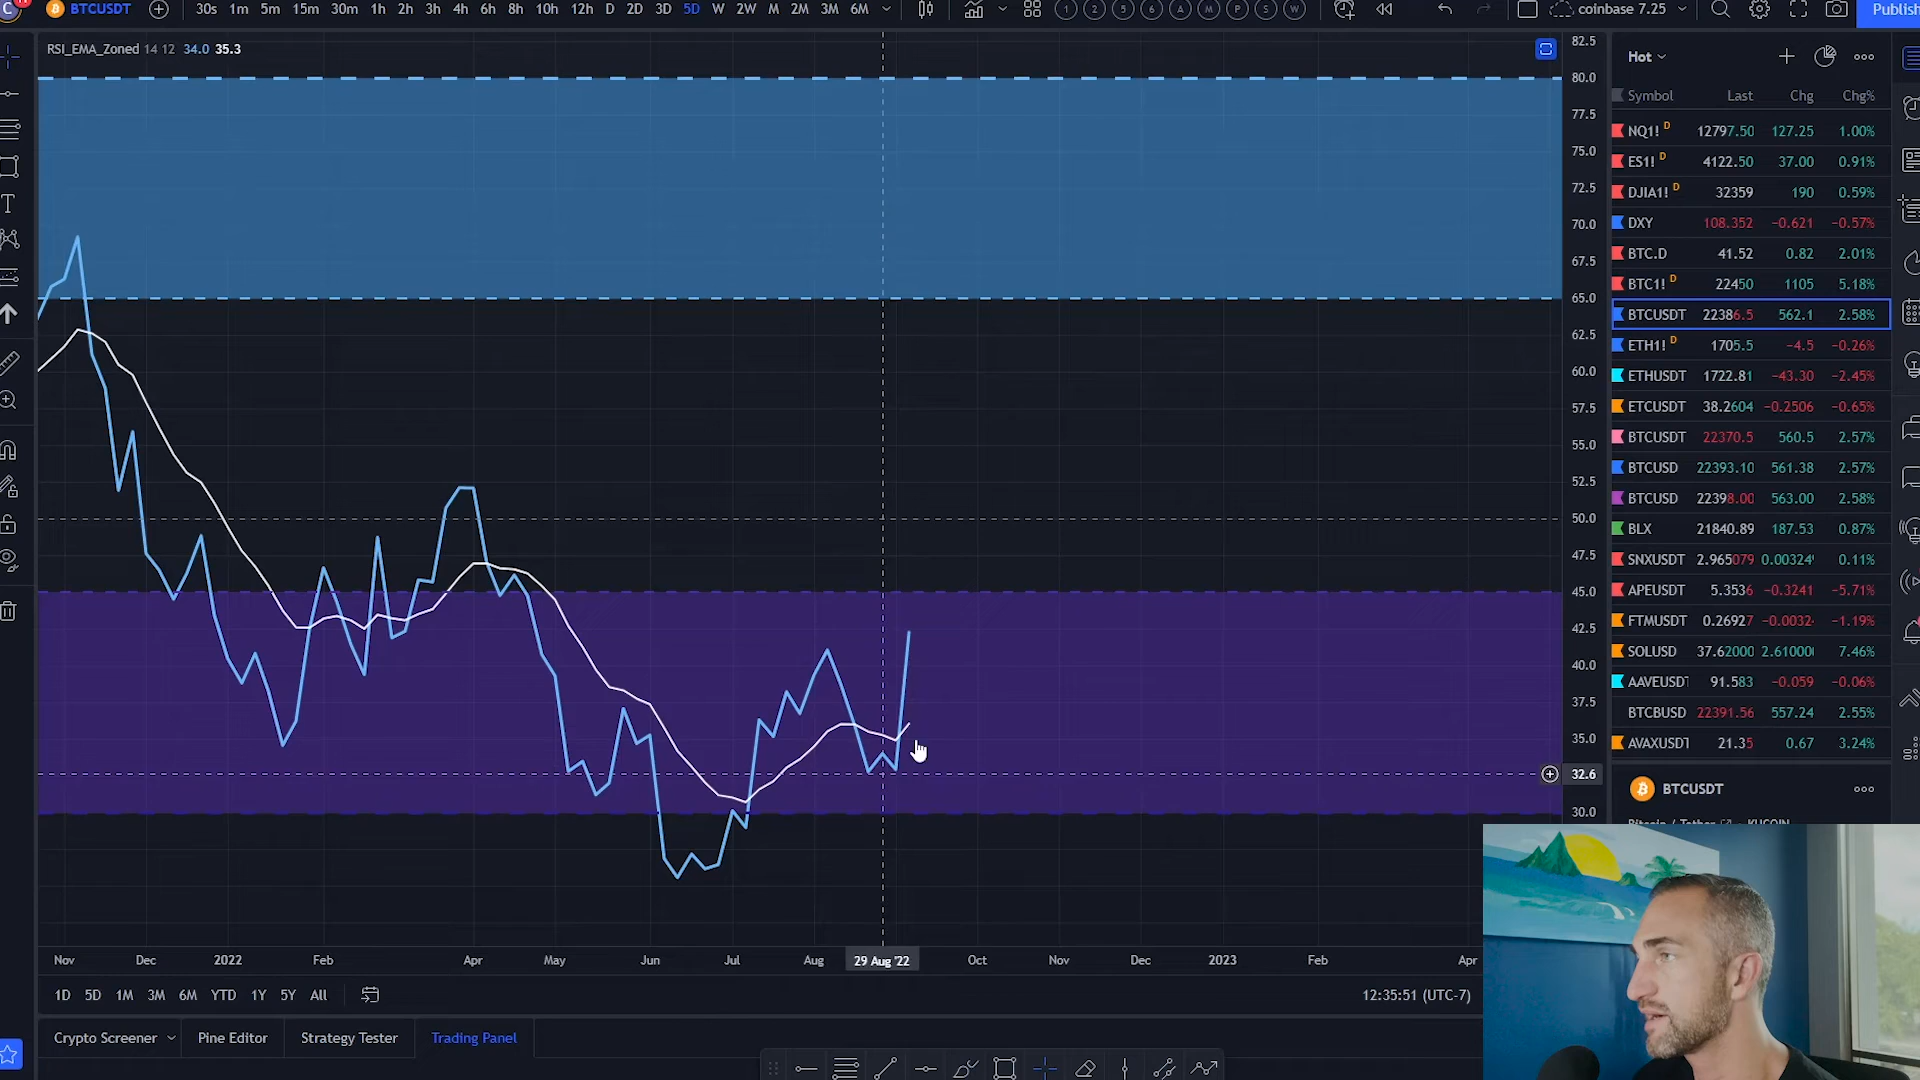 BTCUSDT 30s 1m 5m 15m 30m 1h 2h 3h 4h 6h 8h 10h 12h D 2D 3D 5D W 2W M 2M 3M 6M 1 2 5 6 A M P S W coinbase 7.25 Publish
RSI_EMA_Zoned 14 12 34.0 35.3
82.5
80.0
77.5
75.0
72.5
70.0
67.5
65.0
62.5
60.0
57.5
55.0
52.5
50.0
47.5
45.0
42.5
40.0
37.5
35.0
32.6
30.0
Nov Dec 2022 Feb Apr May Jun Jul Aug 29 Aug '22 Oct Nov Dec 2023 Feb Apr
1D 5D 1M 3M 6M YTD 1Y 5Y All 12:35:51 (UTC-7)
Crypto Screener Pine Editor Strategy Tester Trading Panel
Hot
Symbol Last Chg Chg%
NQ1! D 12797.50 127.25 1.00%
ES1! D 4122.50 37.00 0.91%
DJIA1! D 32359 190 0.59%
DXY 108.352 −0.621 −0.57%
BTC.D 41.52 0.82 2.01%
BTC1! D 22450 1105 5.18%
BTCUSDT 22386.5 562.1 2.58%
ETH1! D 1705.5 −4.5 −0.26%
ETHUSDT 1722.81 −43.30 −2.45%
ETCUSDT 38.2604 −0.2506 −0.65%
BTCUSDT 22370.5 560.5 2.57%
BTCUSD 22393.10 561.38 2.57%
BTCUSD 22398.00 563.00 2.58%
BLX 21840.89 187.53 0.87%
SNXUSDT 2.965079 0.00324 0.11%
APEUSDT 5.3536 −0.3241 −5.71%
FTMUSDT 0.26927 −0.0032 −1.19%
SOLUSD 37.62000 2.61000 7.46%
AAVEUSDT 91.583 −0.059 −0.06%
BTCBUSD 22391.56 557.24 2.55%
AVAXUSDT 21.35 0.67 3.24%
BTCUSDT
Bitcoin / Tether KUCOIN